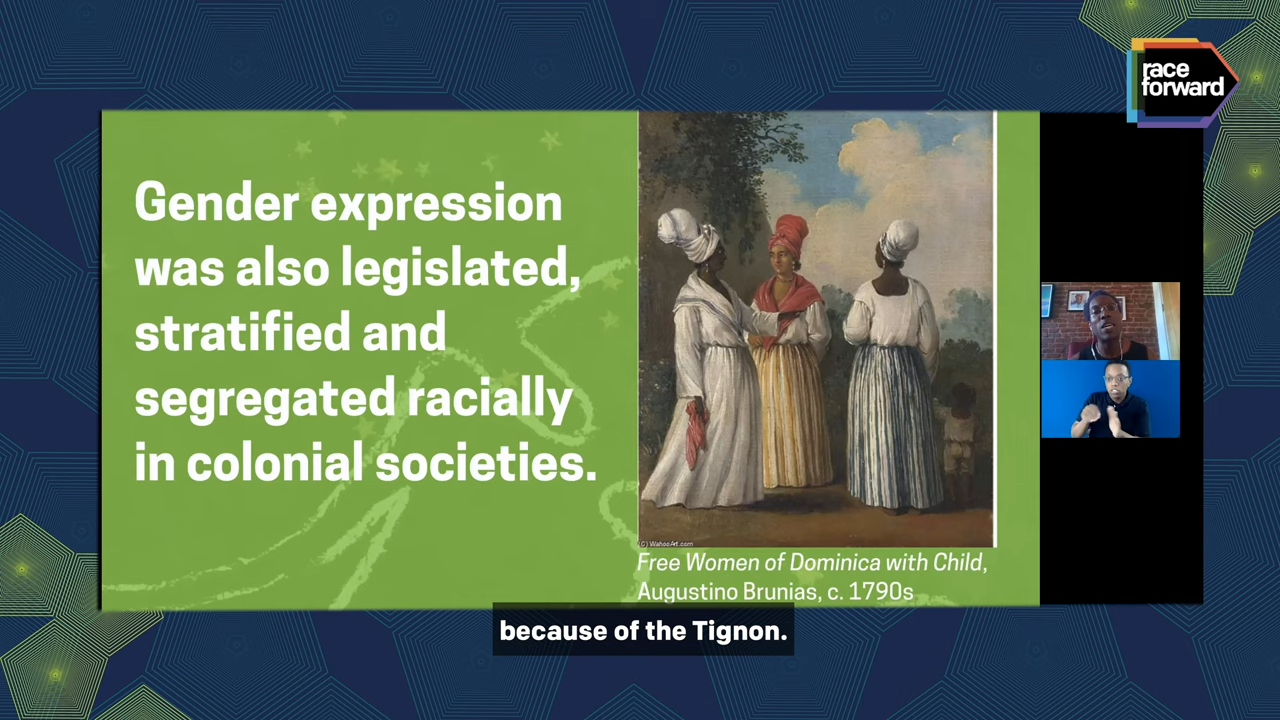 race
forward
Gender expression
was also legislated,
stratified and
segregated racially
in colonial societies.
(C) WahooArt.com
Free Women of Dominica with Child,
Augustino Brunias, c. 1790s
because of the Tignon.